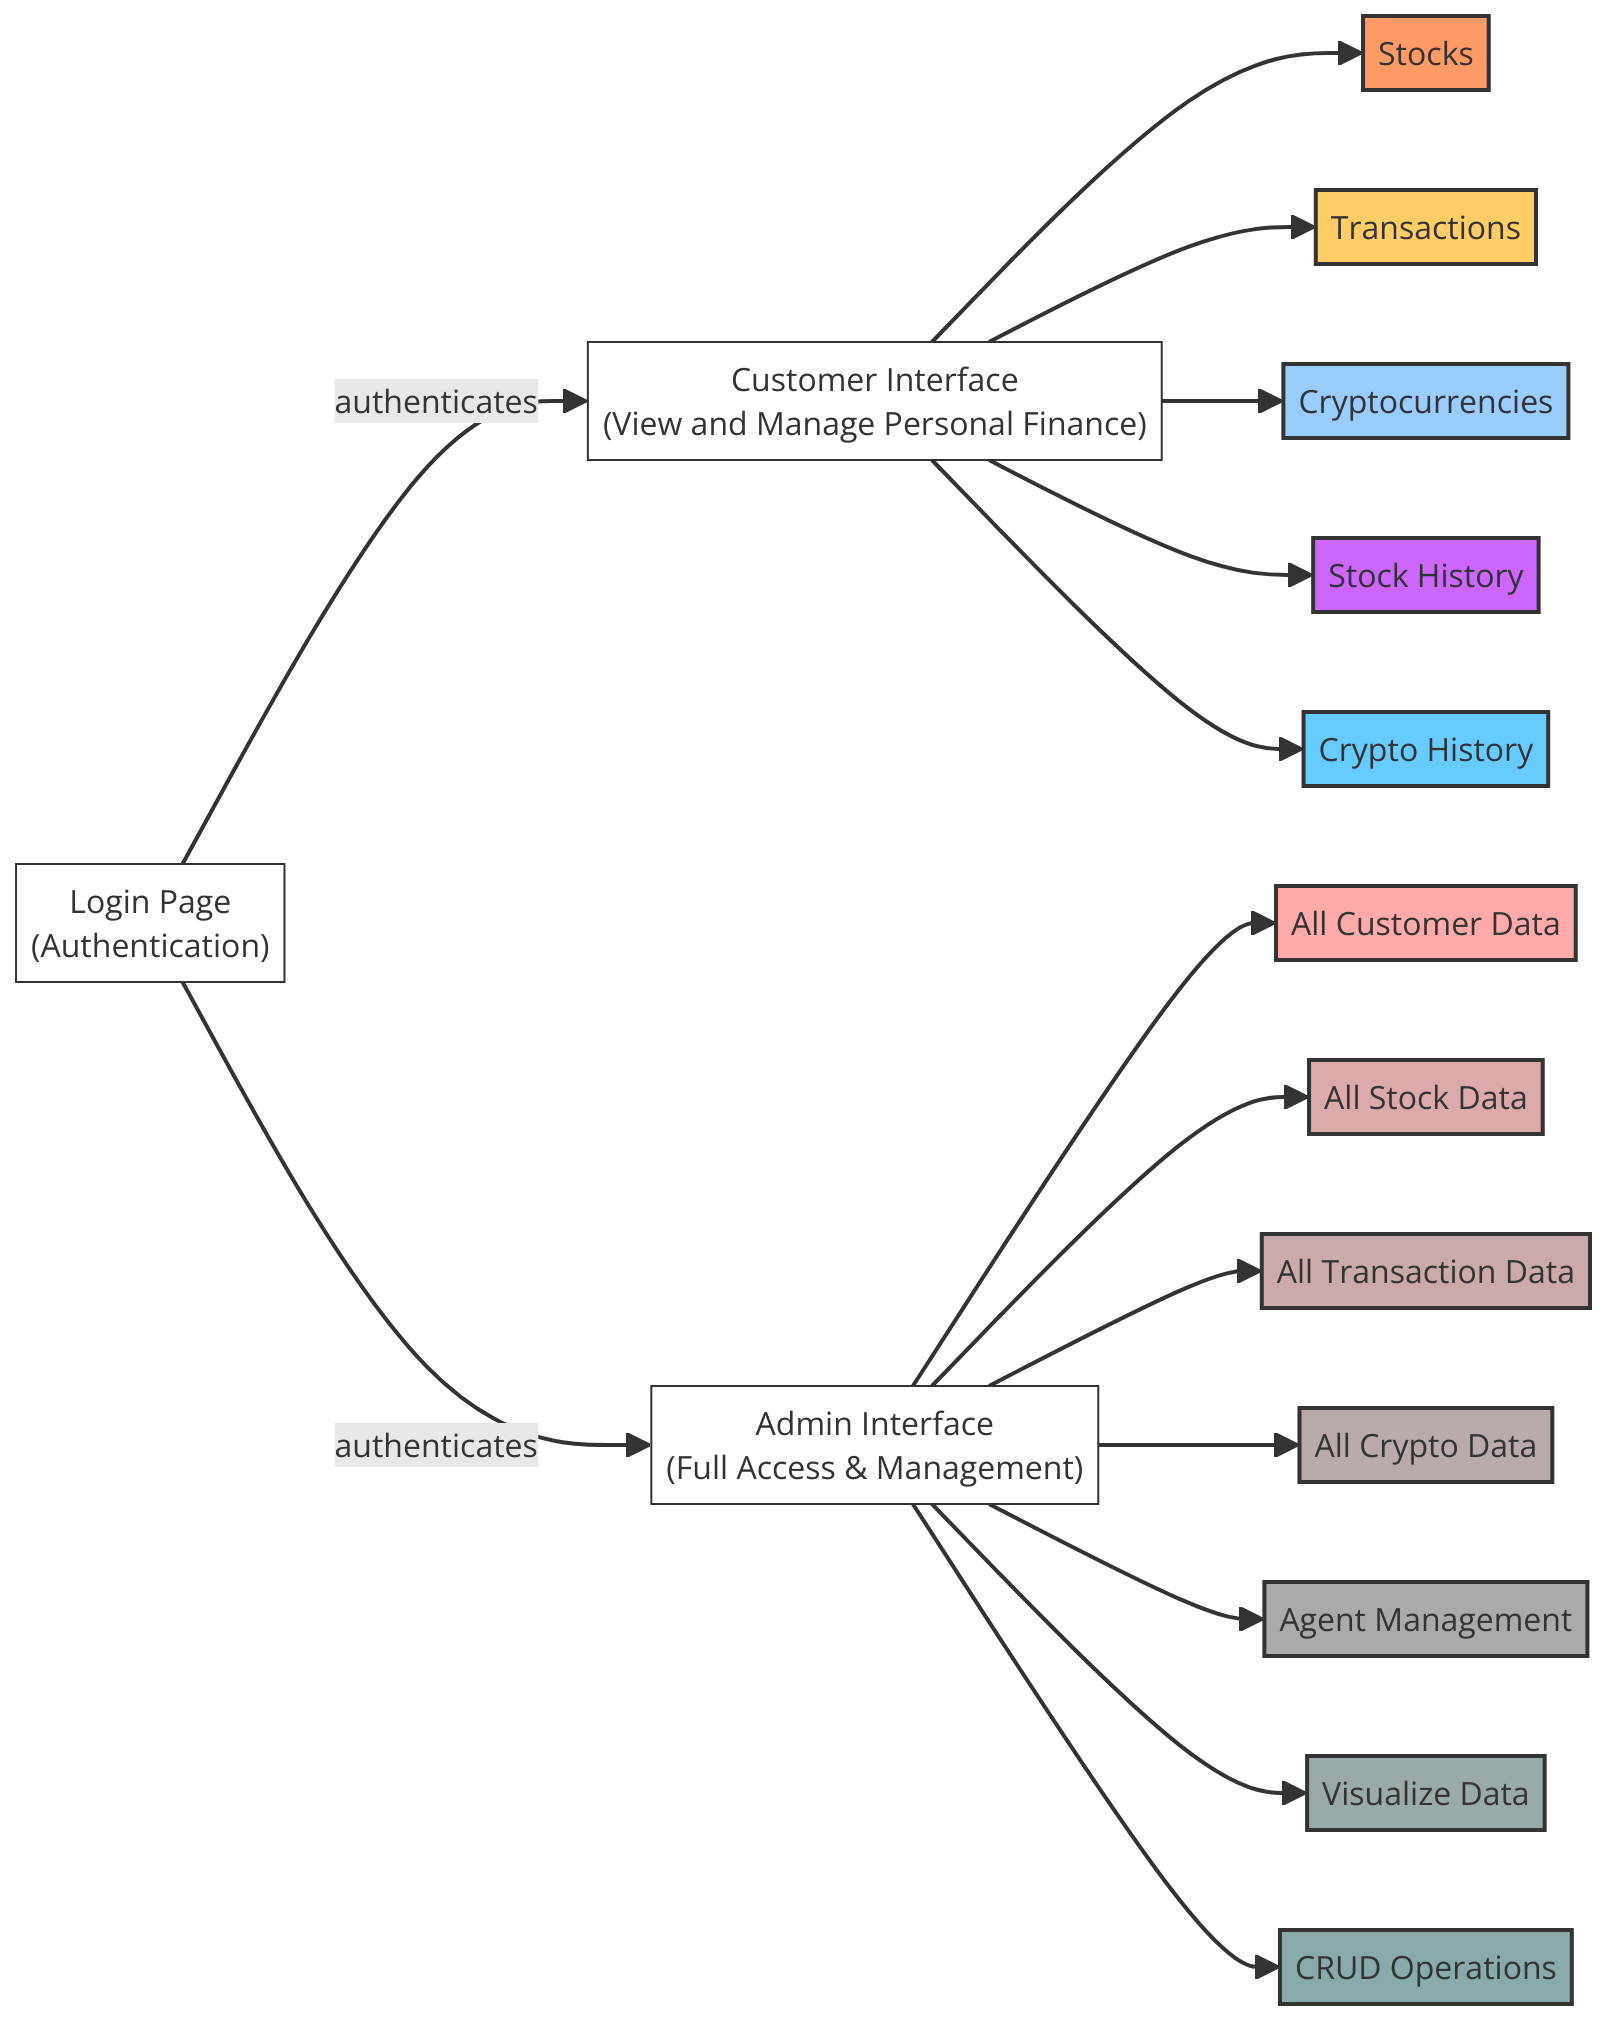 Stocks
Transactions
authenticates
Customer Interface
(View and Manage Personal Finance)
Cryptocurrencies
Stock History
Crypto History
Login Page
(Authentication)
All Customer Data
All Stock Data
All Transaction Data
authenticates
Admin Interface
(Full Access & Management)
All Crypto Data
Agent Management
Visualize Data
CRUD Operations